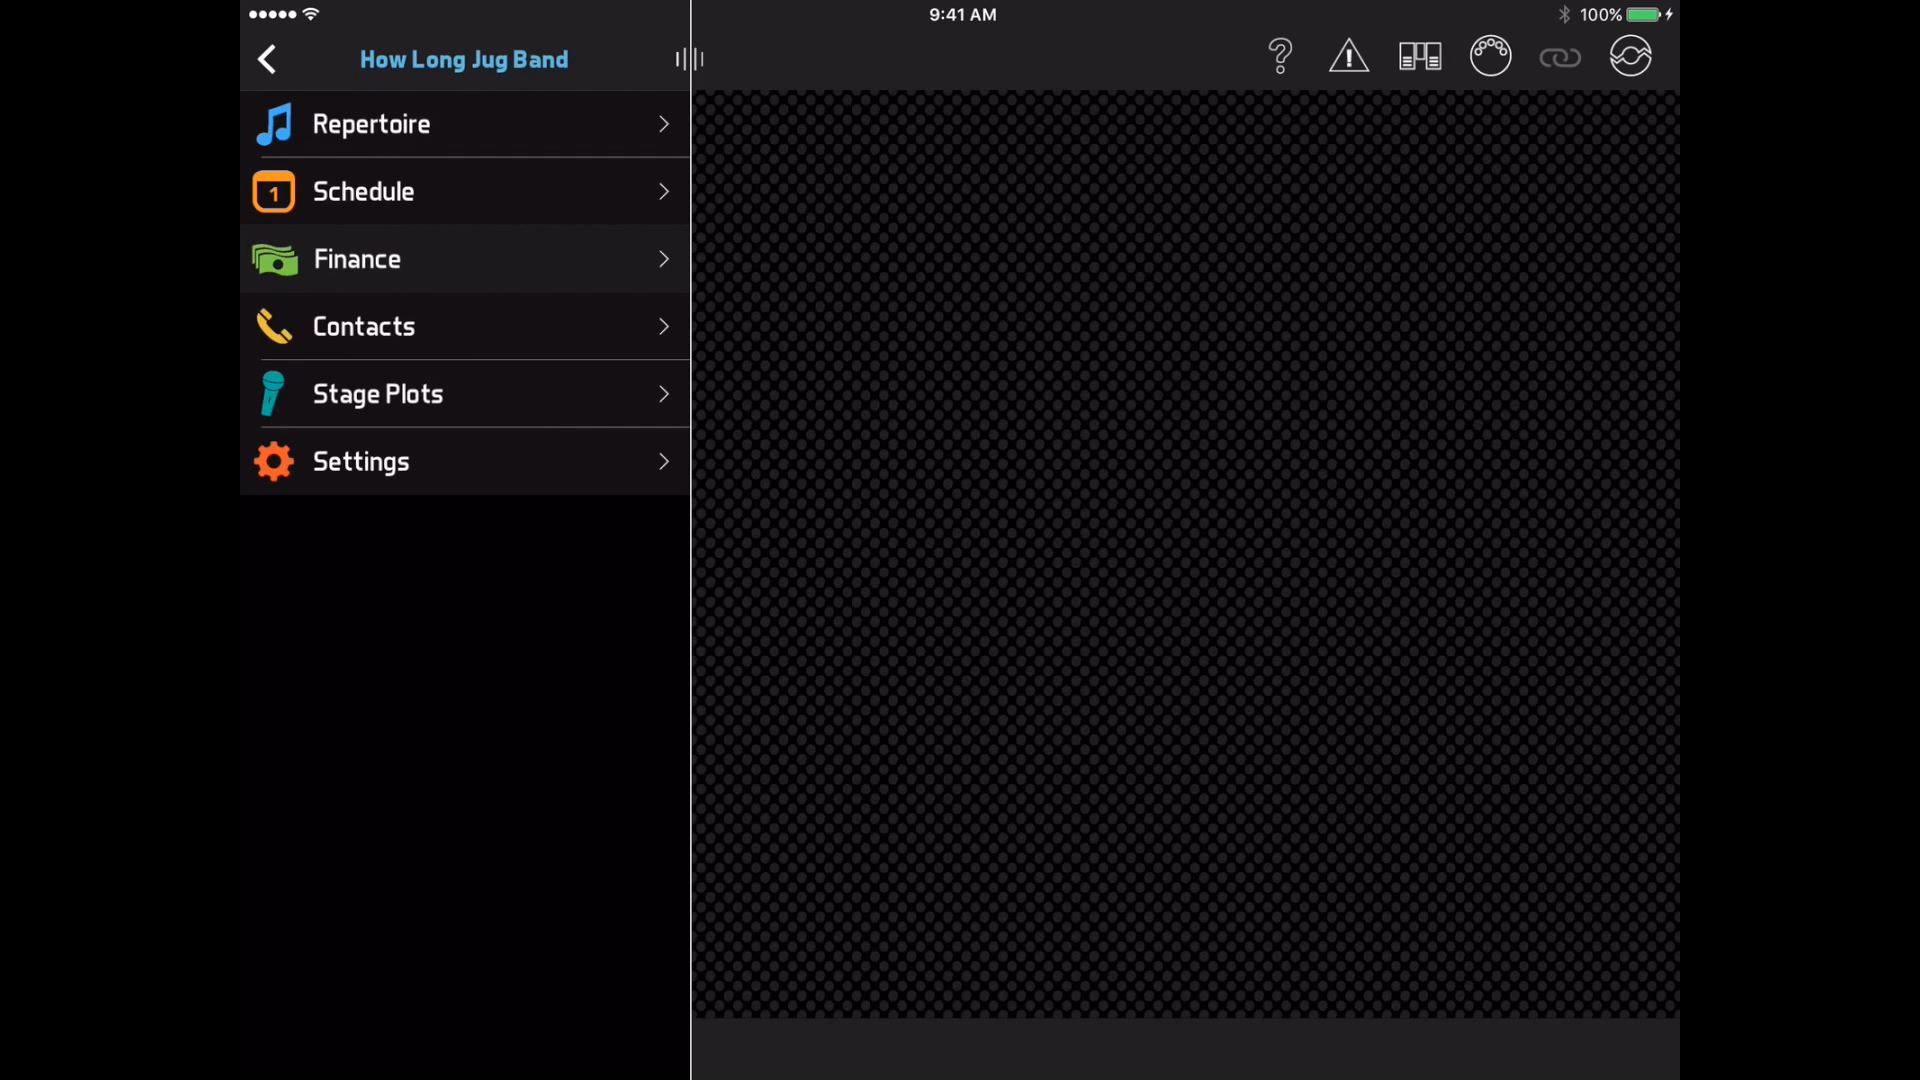 9:41 AM
100%
How Long Jug Band
Repertoire
1
Schedule
Finance
Contacts
Stage Plots
Settings